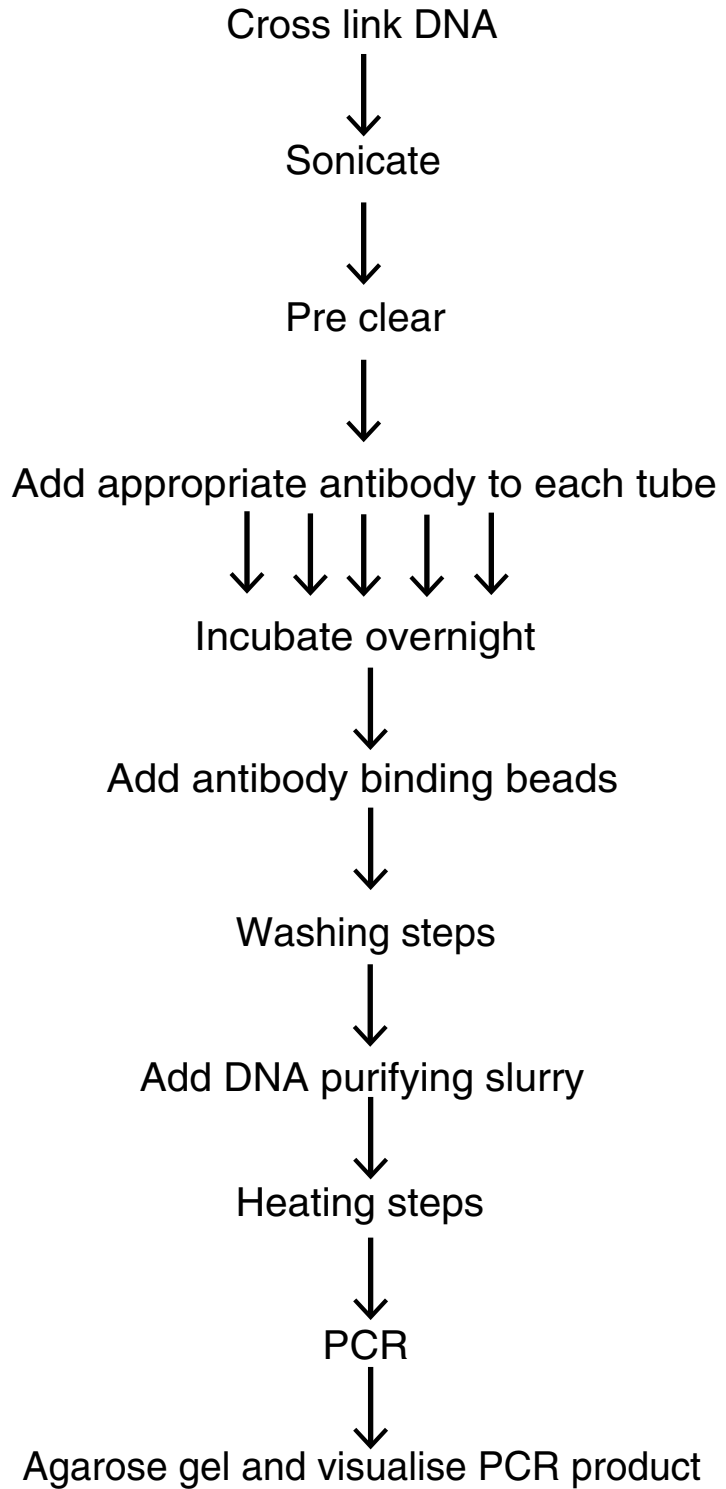 Cross link DNA
Sonicate
Pre clear
Add appropriate antibody to each tube
Incubate overnight
Add antibody binding beads
Washing steps
Add DNA purifying slurry
Heating steps
PCR
Agarose gel and visualise PCR product